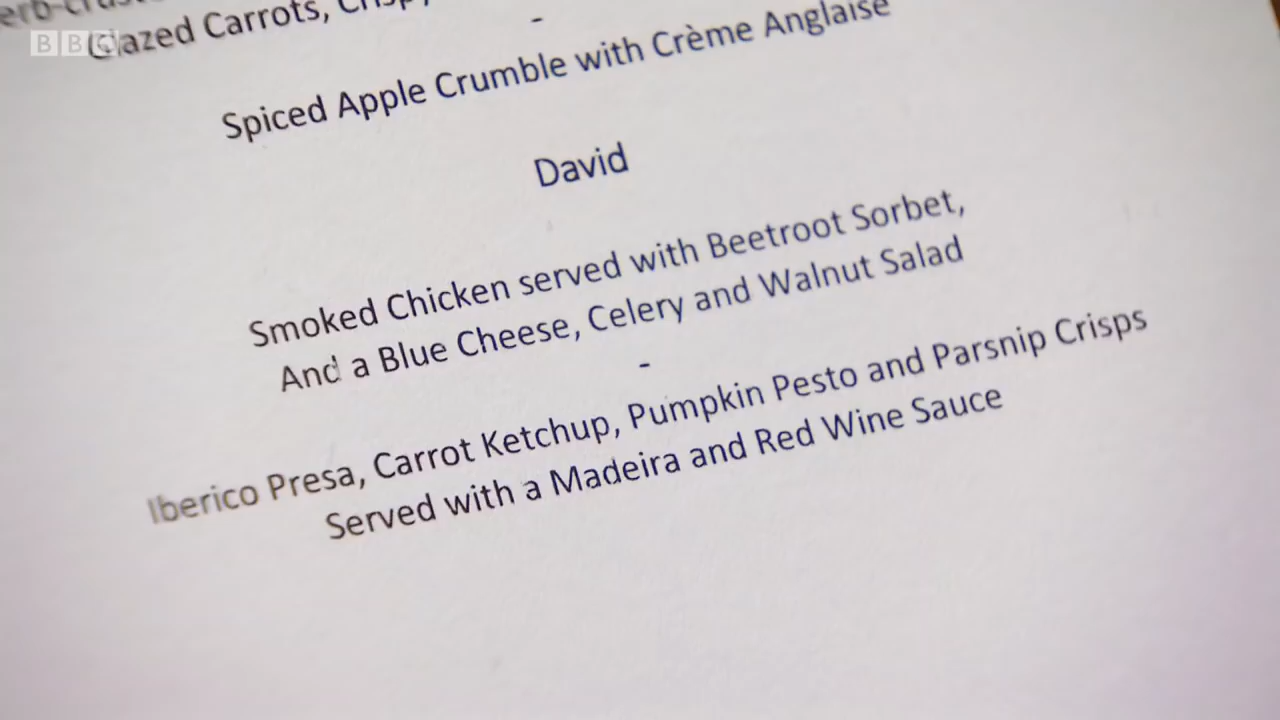 BBC
Glazed Carrots,
-
Spiced Apple Crumble with Crème Anglaise
David
Smoked Chicken served with Beetroot Sorbet,
And a Blue Cheese, Celery and Walnut Salad
-
Iberico Presa, Carrot Ketchup, Pumpkin Pesto and Parsnip Crisps
Served with a Madeira and Red Wine Sauce